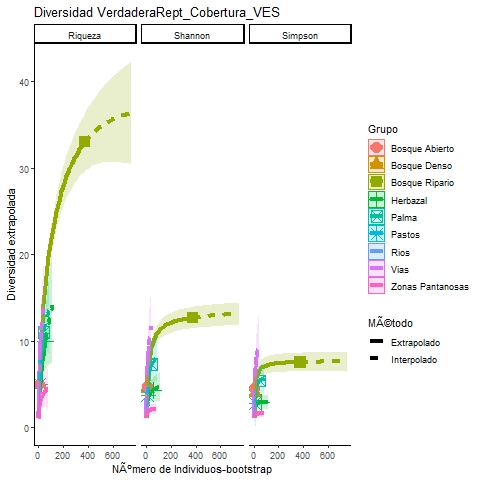 Diversidad VerdaderaRept_Cobertura_VES
Riqueza
Shannon
Simpson
Diversidad extrapolada
40
30
20
10
0
0 200 400 600
0 200 400 600
0 200 400 600
NÃºmero de Individuos-bootstrap
Grupo
Bosque Abierto
Bosque Denso
Bosque Ripario
Herbazal
Palma
Pastos
Rios
Vias
Zonas Pantanosas
MÃ©todo
Extrapolado
Interpolado